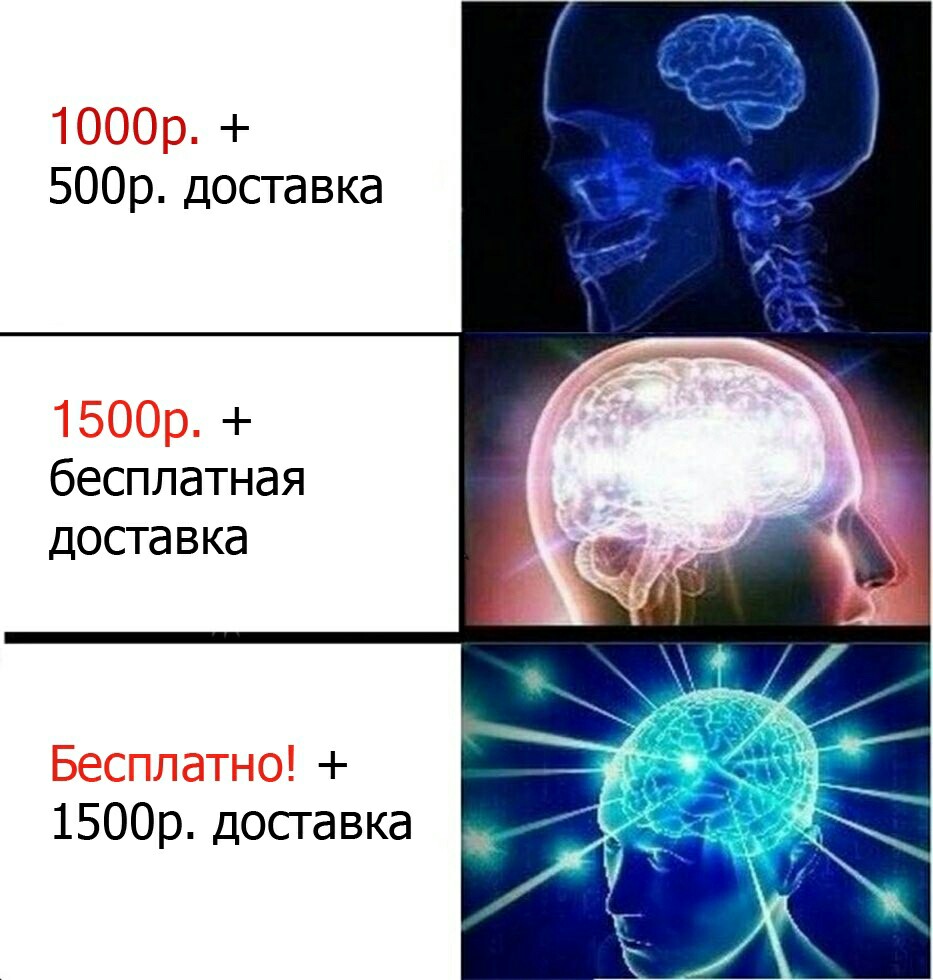 1000р. +
500р. доставка
1500р. +
бесплатная
доставка
Бесплатно! +
1500р. доставка